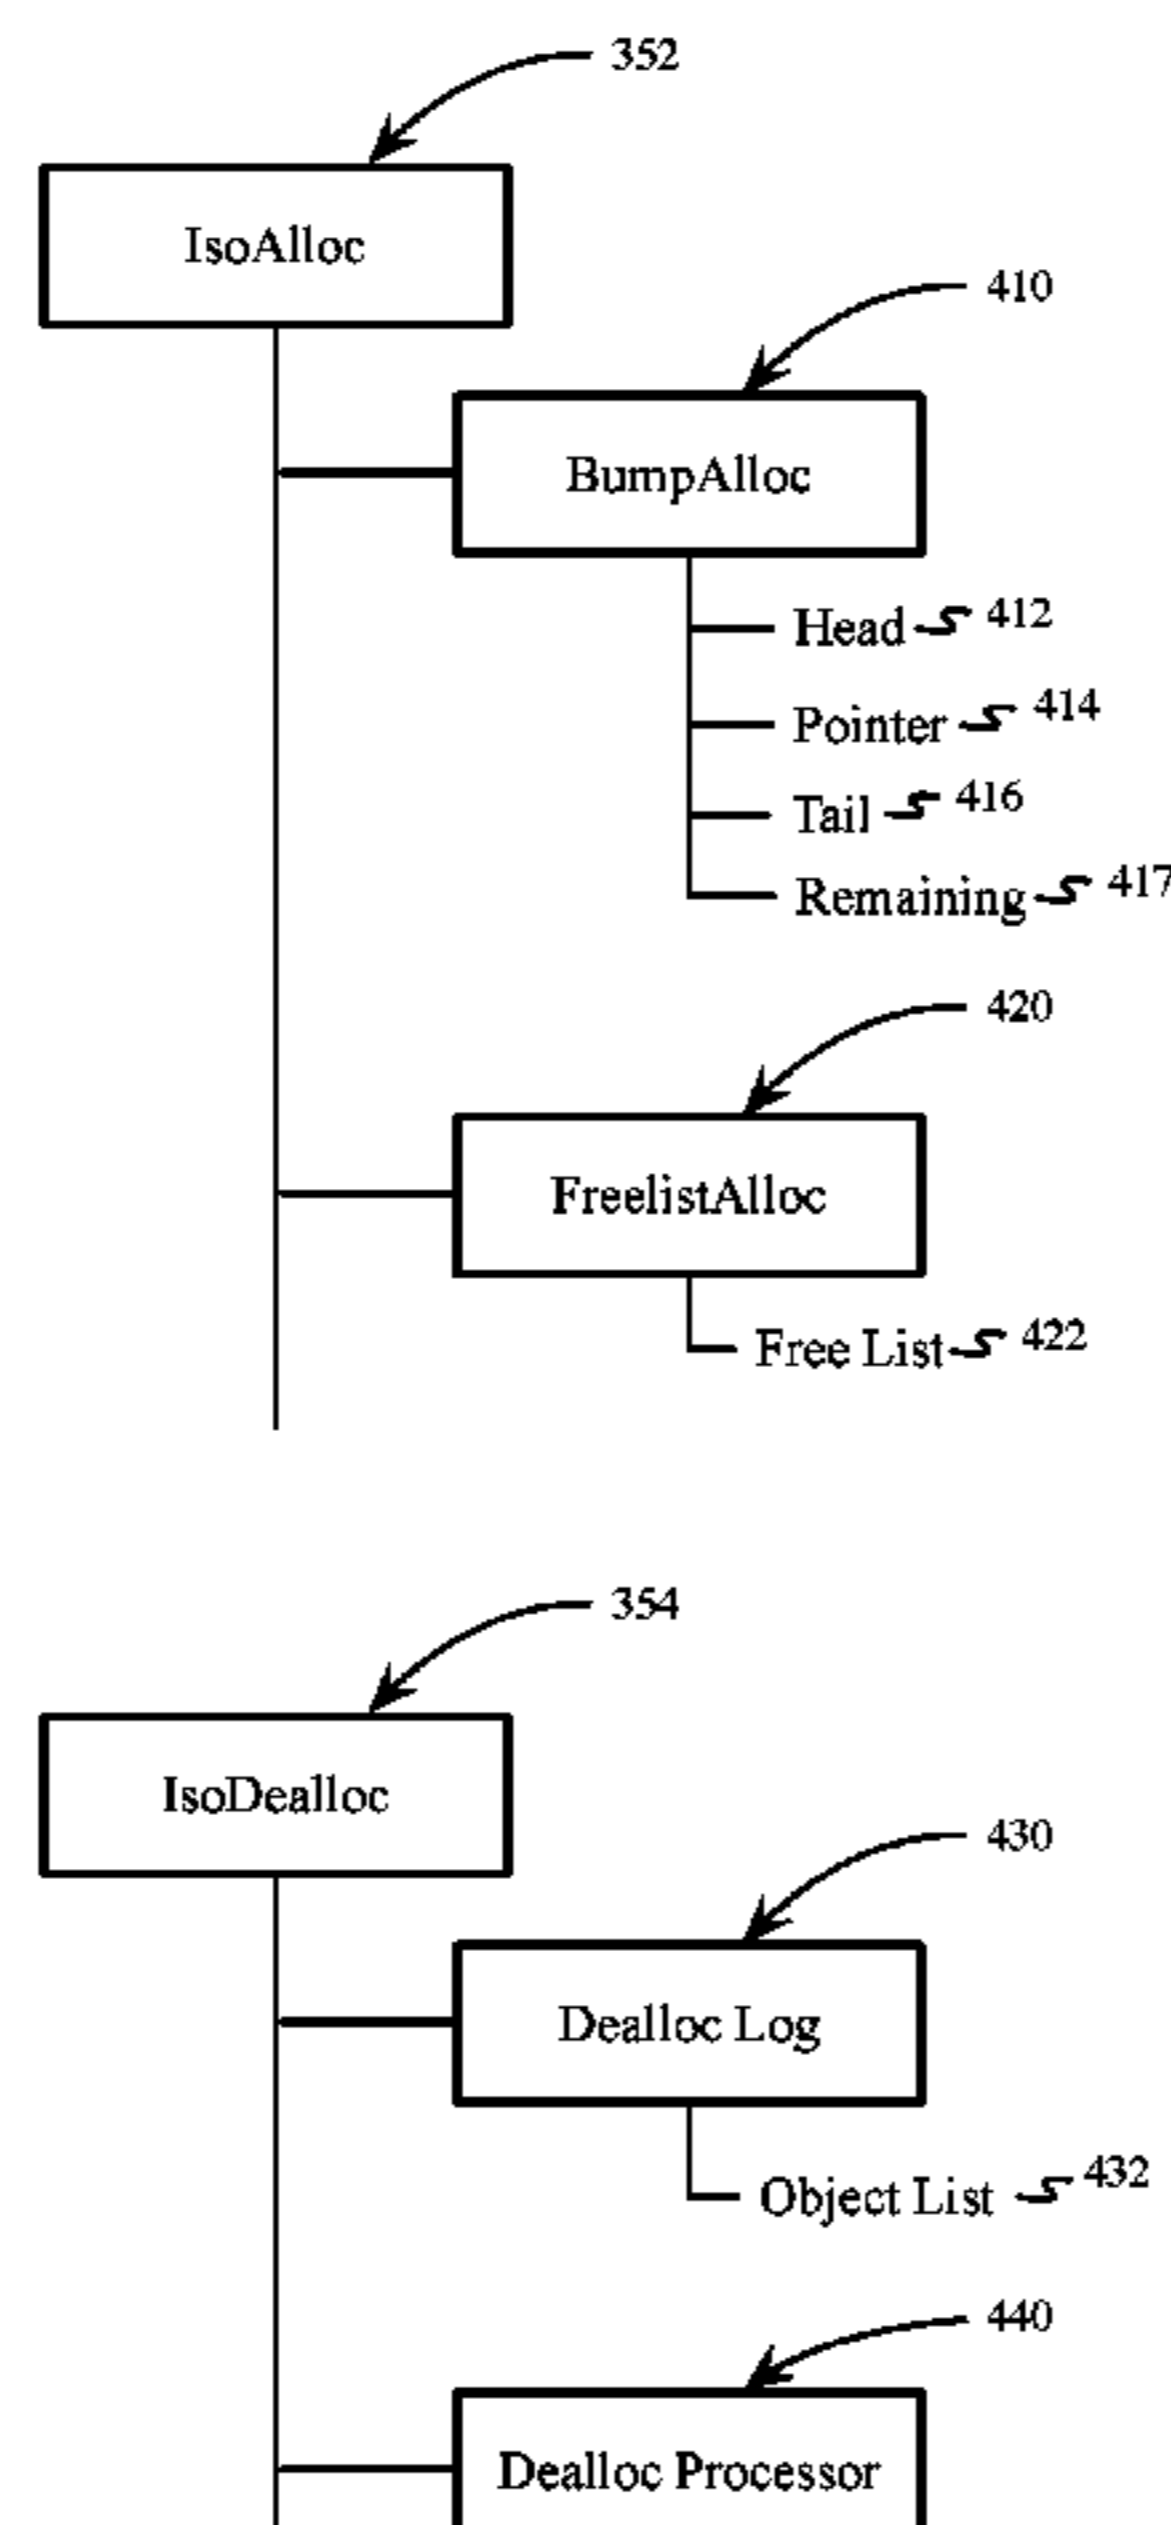 352
IsoAlloc
410
BumpAlloc
Head 412
Pointer 414
Tail 416
Remaining 417
420
FreelistAlloc
Free List 422
354
IsoDealloc
430
Dealloc Log
Object List 432
440
Dealloc Processor